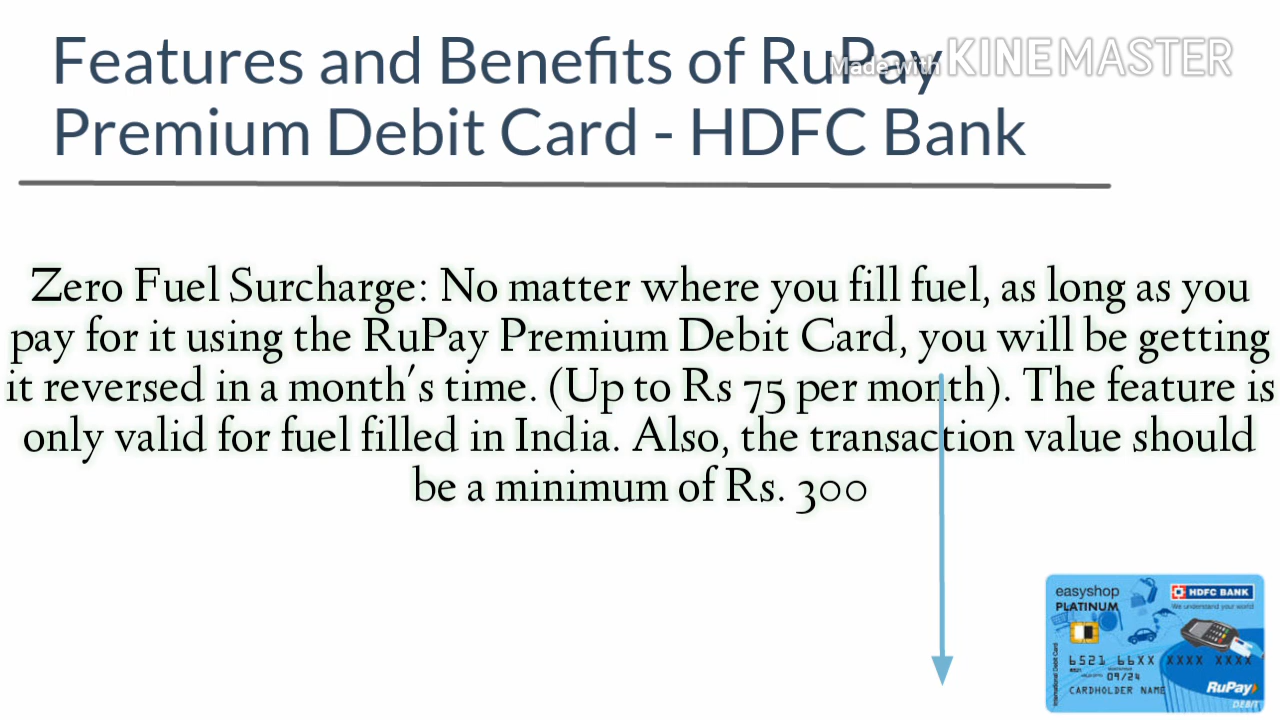 Features and Benefits of RuPay
Made with KINEMASTER
Premium Debit Card - HDFC Bank
Zero Fuel Surcharge: No matter where you fill fuel, as long as you
pay for it using the RuPay Premium Debit Card, you will be getting
it reversed in a month's time. (Up to Rs 75 per month). The feature is
only valid for fuel filled in India. Also, the transaction value should
be a minimum of Rs. 300
easyshop
PLATINUM
HDFC BANK
We understand your world
International Debit Card
6521 66XX XXXX XXXX
6521
09/24
CARDHOLDER NAME
RuPay
DEBIT